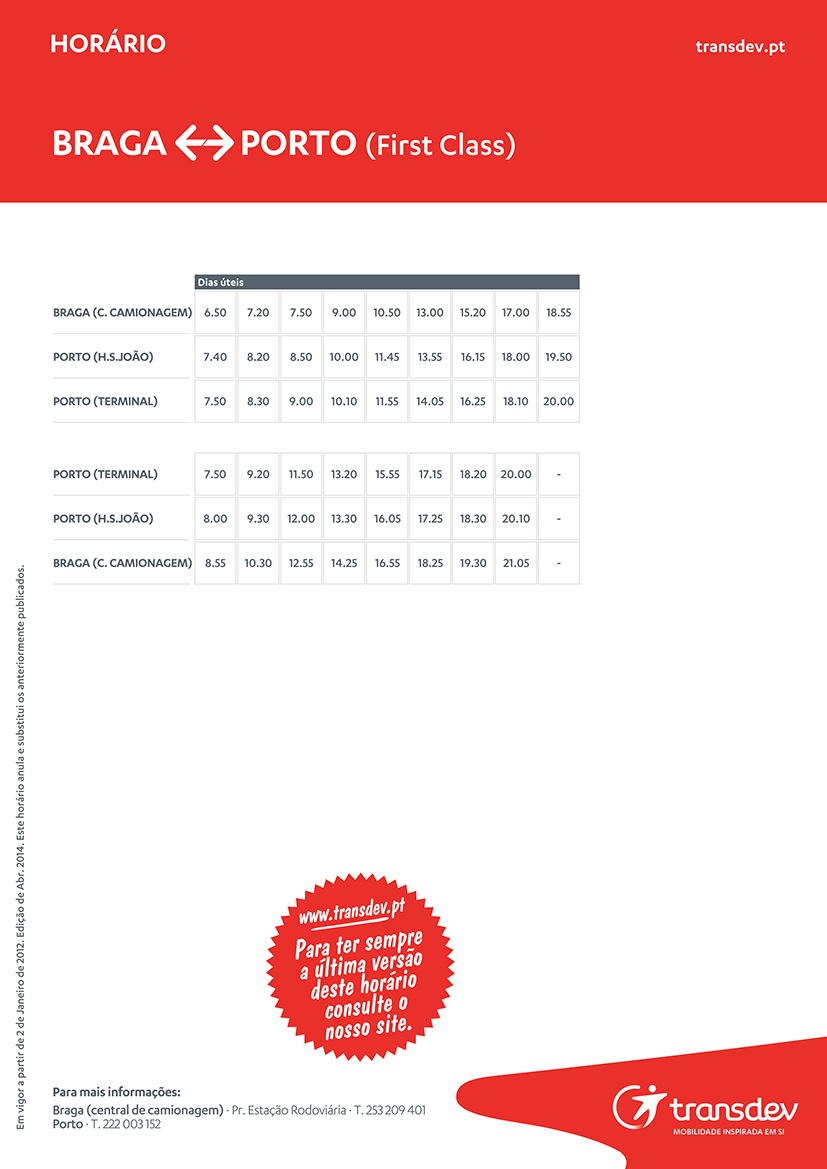 HORÁRIO
transdev.pt
BRAGA ↔ PORTO (First Class)
Dias úteis
BRAGA (C. CAMIONAGEM) 6.50 7.20 7.50 9.00 10.50 13.00 15.20 17.00 18.55
PORTO (H.S.JOÃO) 7.40 8.20 8.50 10.00 11.45 13.55 16.15 18.00 19.50
PORTO (TERMINAL) 7.50 8.30 9.00 10.10 11.55 14.05 16.25 18.10 20.00
PORTO (TERMINAL) 7.50 9.20 11.50 13.20 15.55 17.15 18.20 20.00 -
PORTO (H.S.JOÃO) 8.00 9.30 12.00 13.30 16.05 17.25 18.30 20.10 -
BRAGA (C. CAMIONAGEM) 8.55 10.30 12.55 14.25 16.55 18.25 19.30 21.05 -
Em vigor a partir de 2 de Janeiro de 2012. Edição de Abr. 2014. Este horário anula e substitui os anteriormente publicados.
www.transdev.pt
Para ter sempre
a última versão
deste horário
consulte o
nosso site.
Para mais informações:
Braga (central de camionagem) · Pr. Estação Rodoviária · T. 253 209 401
Porto · T. 222 003 152
transdev
MOBILIDADE INSPIRADA EM SI